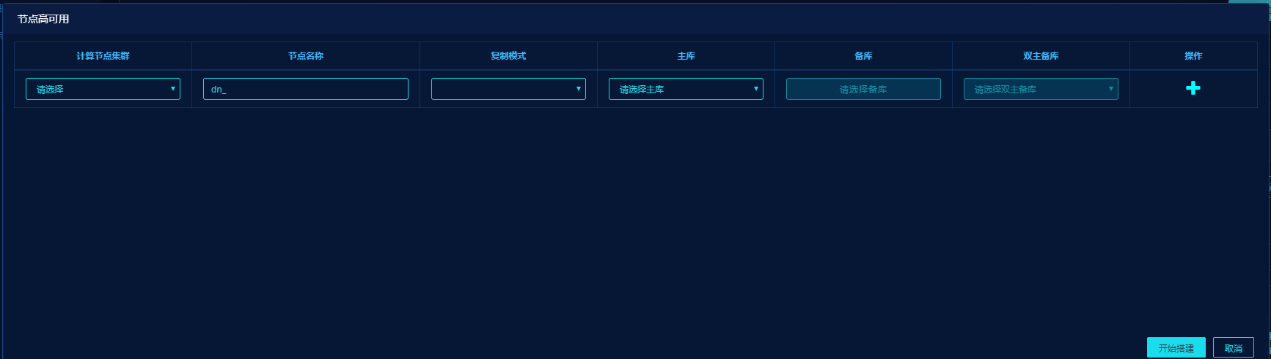 节点高可用
计算节点集群 节点名称 复制模式 主库 备库 双主备库 操作
请选择 dn_ 请选择主库 请选择备库 请选择双主备库
开始搭建 取消